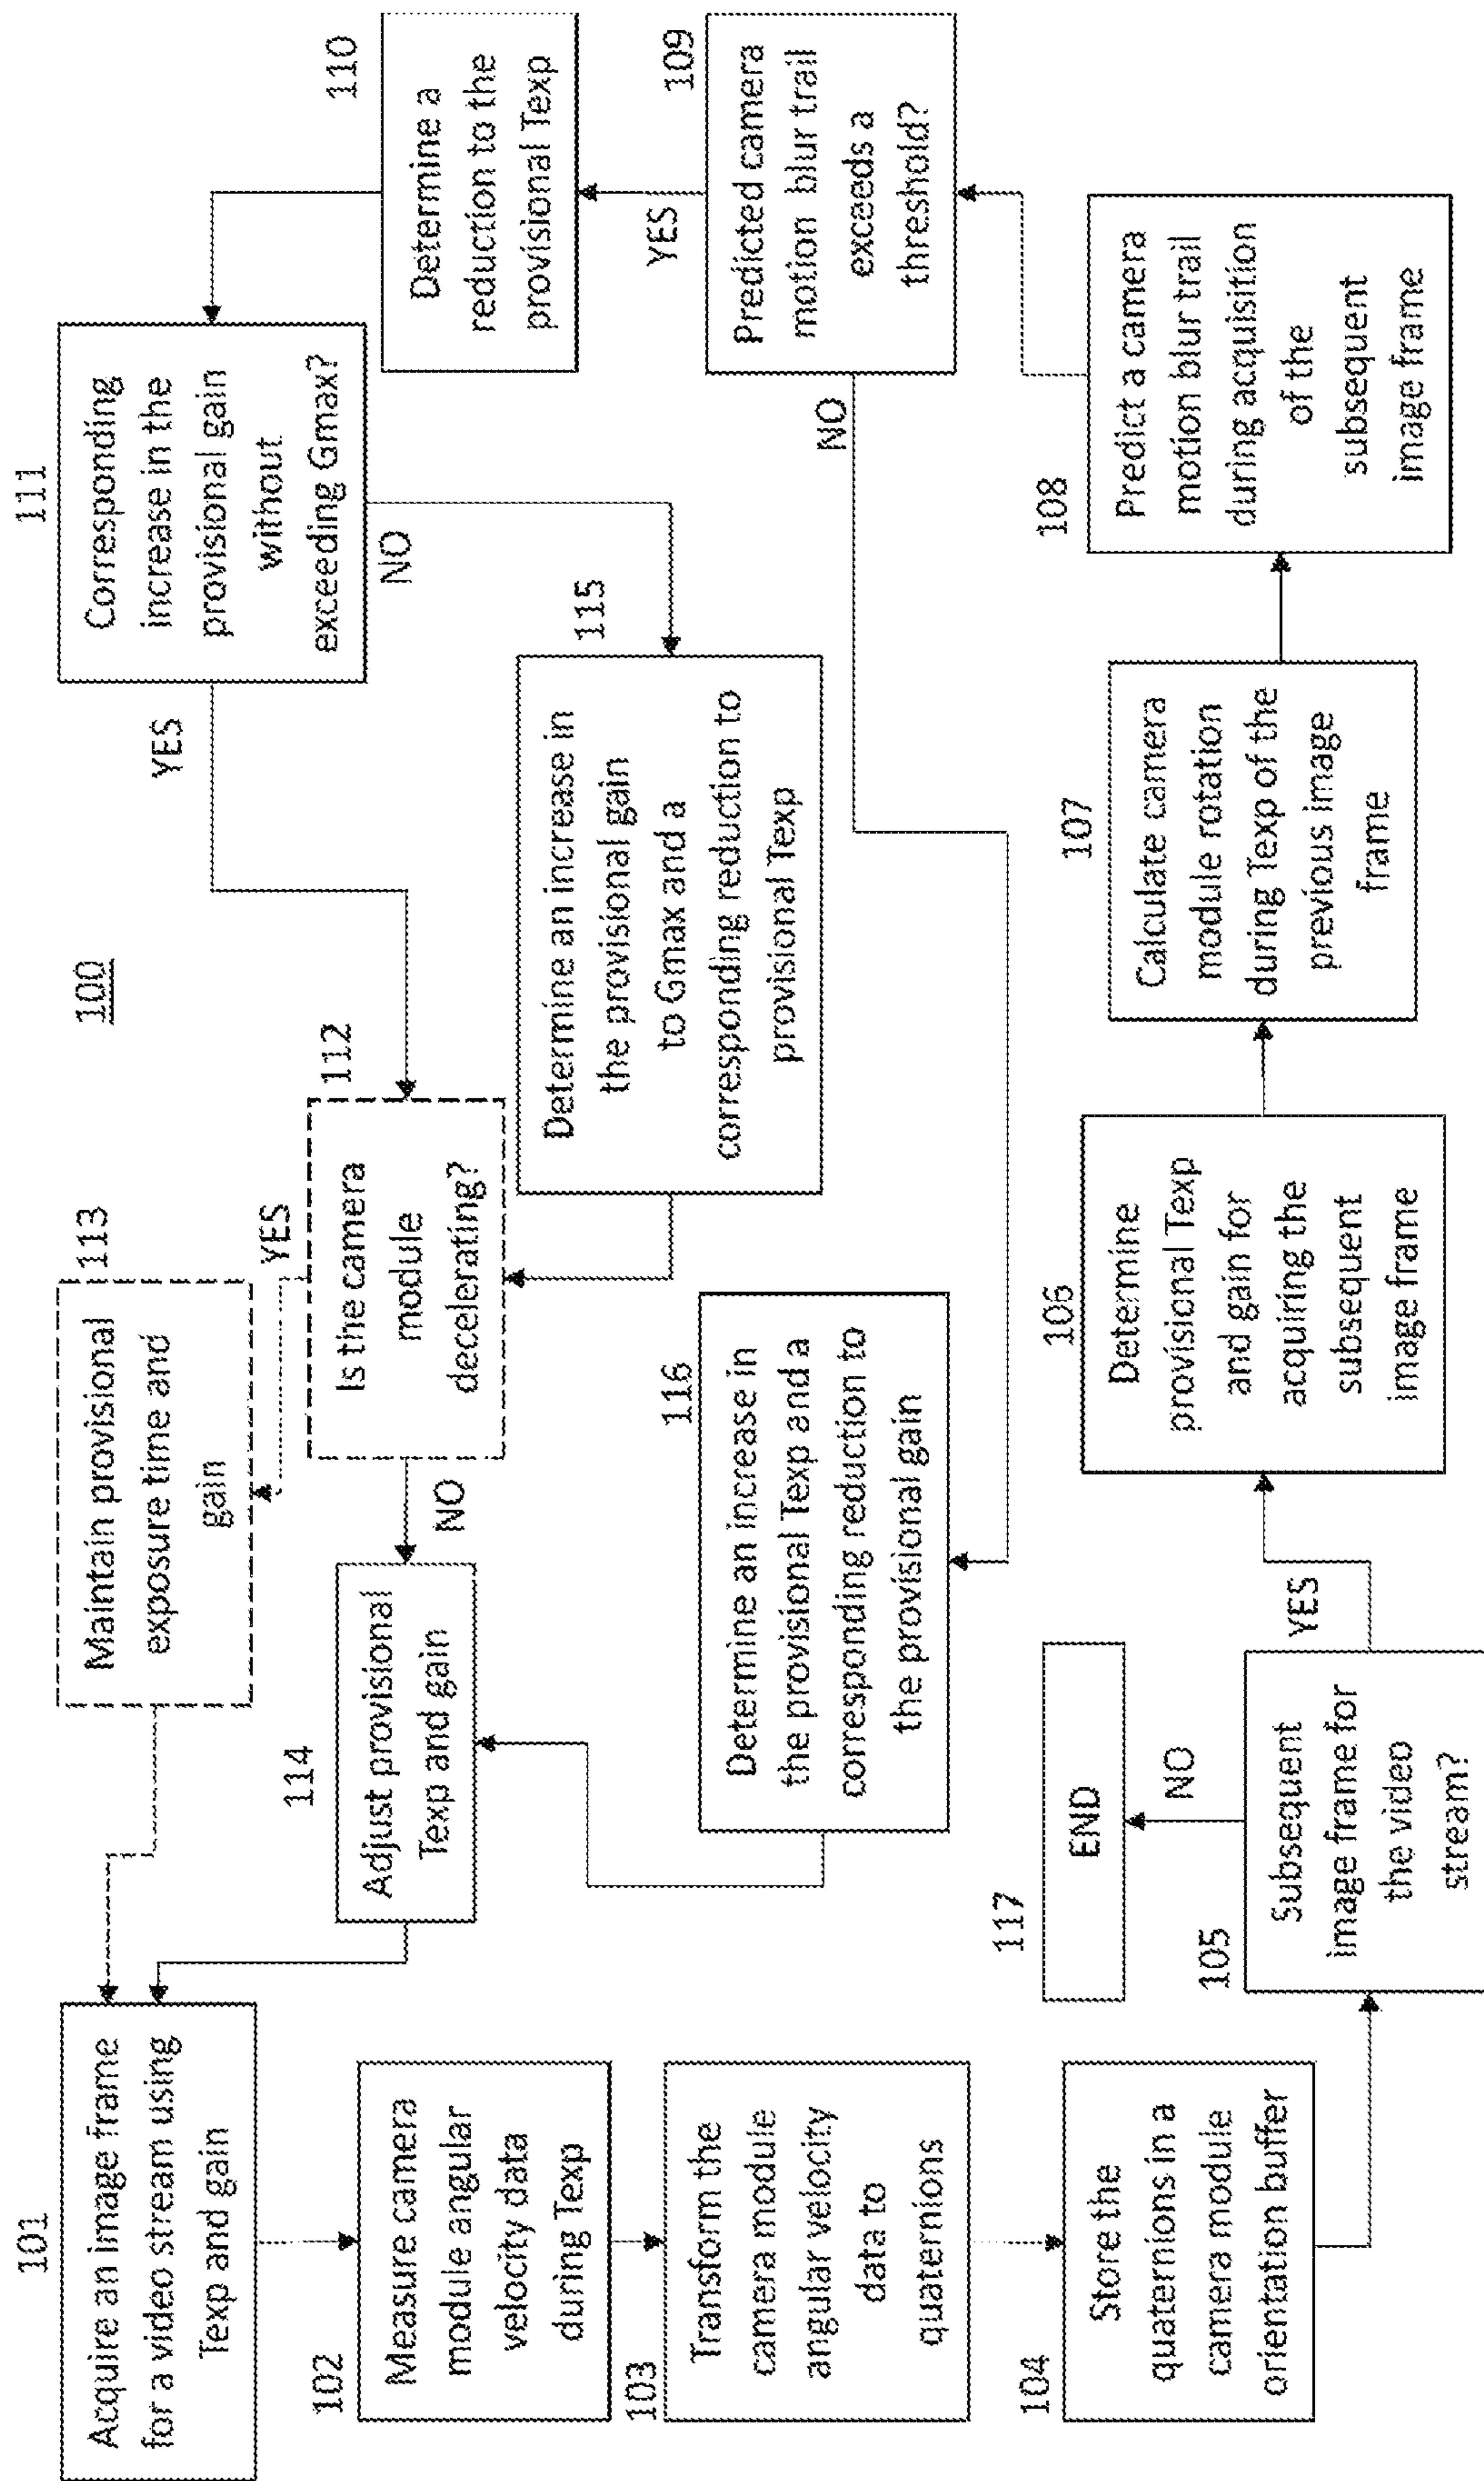 100
101
Acquire an image frame
for a video stream using
Texp and gain
102
Measure camera
module angular
velocity data
during Texp
103
Transform the
camera module
angular velocity
data to
quaternions
104
Store the
quaternions in a
camera module
orientation buffer
105
Subsequent
image frame for
the video
stream?
NO
YES
117
END
106
Determine
provisional Texp
and gain for
acquiring the
subsequent
image frame
107
Calculate camera
module rotation
during Texp of the
previous image
frame
108
Predict a camera
motion blur trail
during acquisition
of the
subsequent
image frame
109
Predicted camera
motion blur trail
exceeds a
threshold?
YES
NO
110
Determine a
reduction to the
provisional Texp
111
Corresponding
increase in the
provisional gain
without
exceeding Gmax?
YES
NO
112
Is the camera
module
decelerating?
YES
NO
113
Maintain provisional
exposure time and
gain
114
Adjust provisional
Texp and gain
115
Determine an increase in
the provisional gain
to Gmax and a
corresponding reduction to
provisional Texp
116
Determine an increase in
the provisional Texp and a
corresponding reduction to
the provisional gain